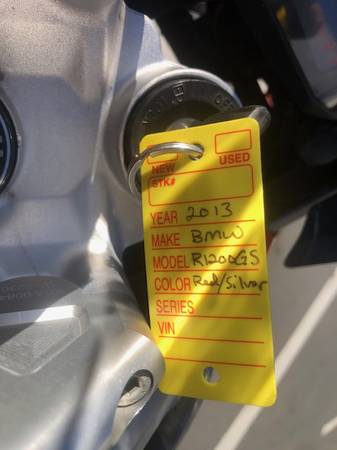 NEW USED
STK#
YEAR 2013
MAKE BMW
MODEL R1200GS
COLOR Red/Silver
SERIES
VIN